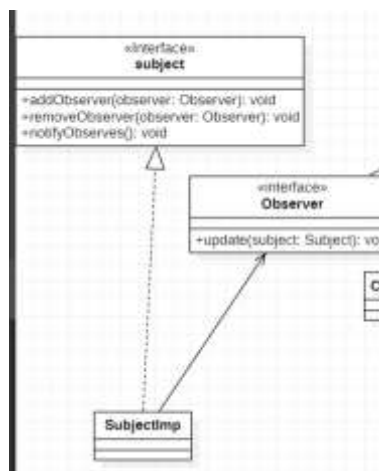 «Interface»
subject
+addObserver(observer: Observer): void
+removeObserver(observer: Observer): void
+notifyObserves(): void
«interface»
Observer
+update(subject: Subject): vo
C
SubjectImp